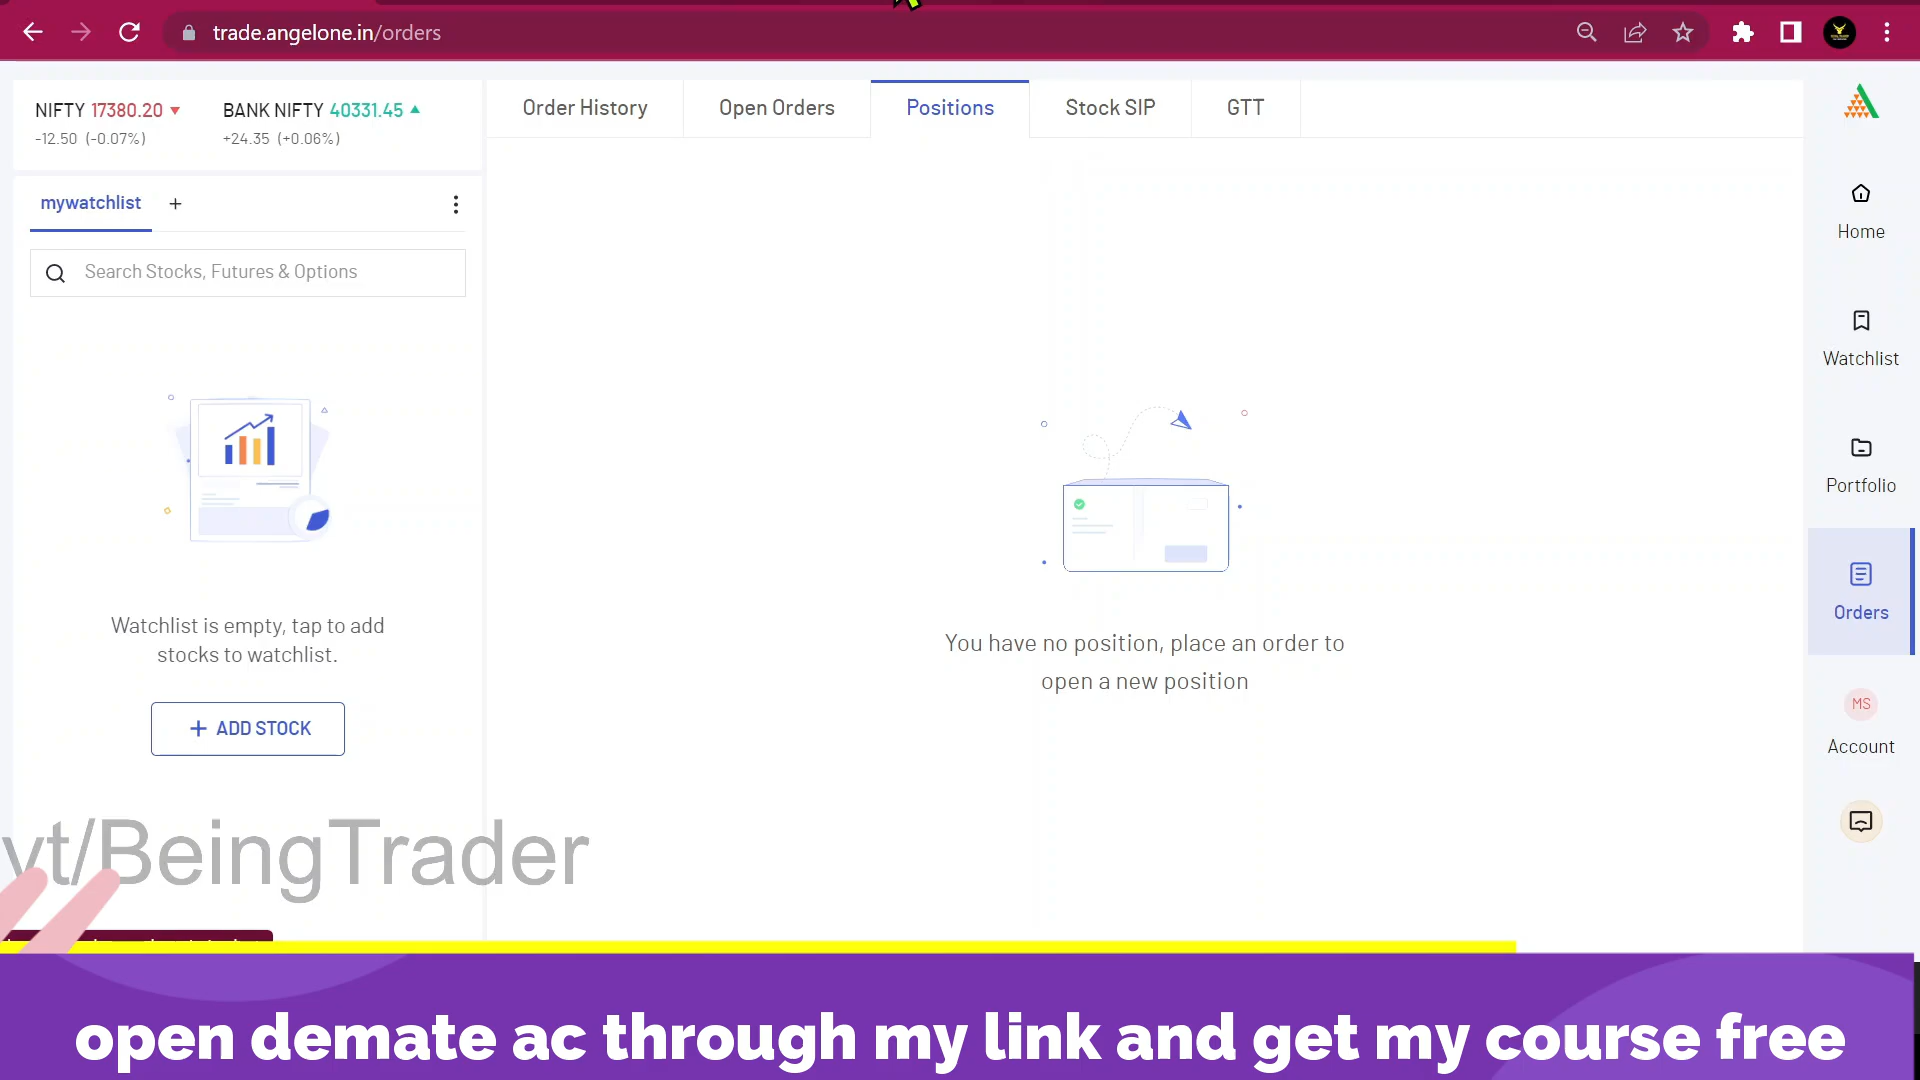 trade.angelone.in/orders
NIFTY 17380.20
-12.50 (-0.07%)
BANK NIFTY 40331.45
+24.35 (+0.06%)
Order History
Open Orders
Positions
Stock SIP
GTT
mywatchlist
+
Search Stocks, Futures & Options
Watchlist is empty, tap to add
stocks to watchlist.
+ ADD STOCK
You have no position, place an order to
open a new position
Home
Watchlist
Portfolio
Orders
MS
Account
yt/BeingTrader
open demate ac through my link and get my course free